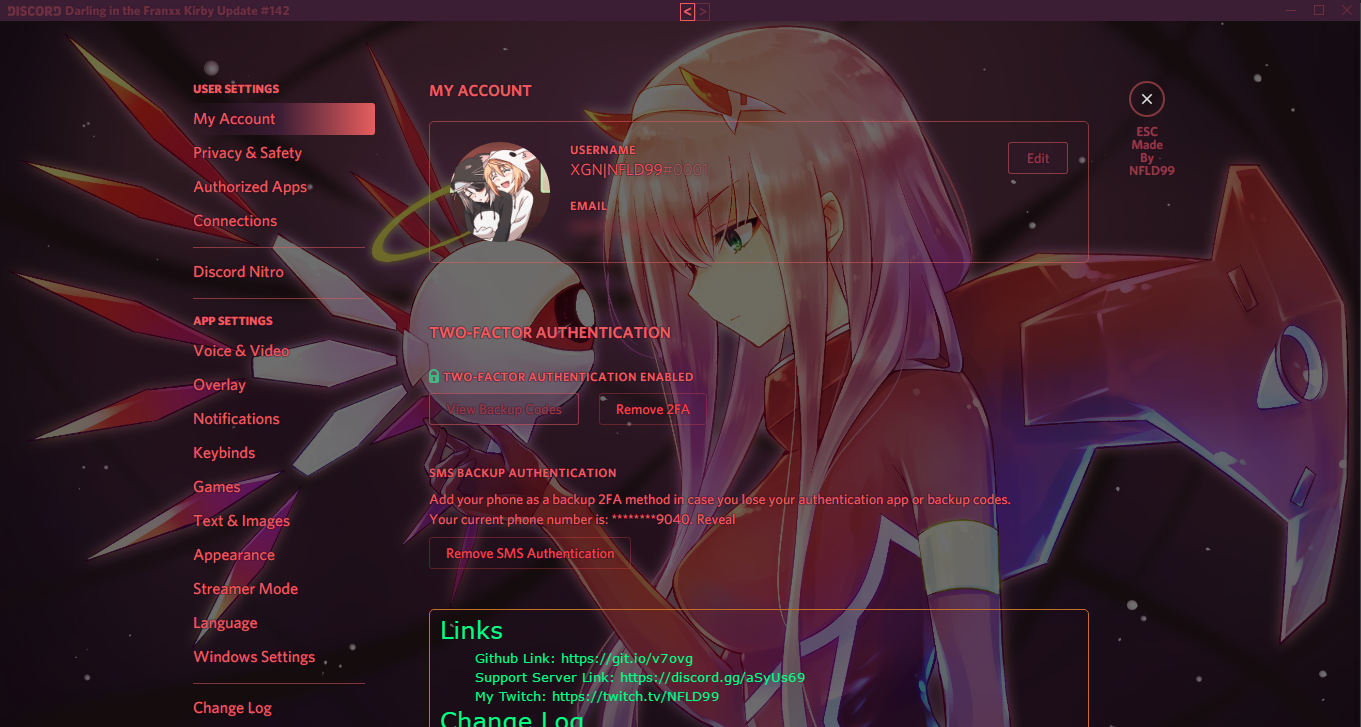 DISCORD Darling in the Franxx Kirby Update #142
< >
USER SETTINGS
My Account
Privacy & Safety
Authorized Apps
Connections
Discord Nitro
APP SETTINGS
Voice & Video
Overlay
Notifications
Keybinds
Games
Text & Images
Appearance
Streamer Mode
Language
Windows Settings
Change Log
MY ACCOUNT
USERNAME
XGN|NFLD99#0001
EMAIL
Edit
ESC
Made
By
NFLD99
TWO-FACTOR AUTHENTICATION
TWO-FACTOR AUTHENTICATION ENABLED
View Backup Codes
Remove 2FA
SMS BACKUP AUTHENTICATION
Add your phone as a backup 2FA method in case you lose your authentication app or backup codes.
Your current phone number is: ********9040. Reveal
Remove SMS Authentication
Links
Github Link: https://git.io/v7ovg
Support Server Link: https://discord.gg/aSyUs69
My Twitch: https://twitch.tv/NFLD99
Change Log